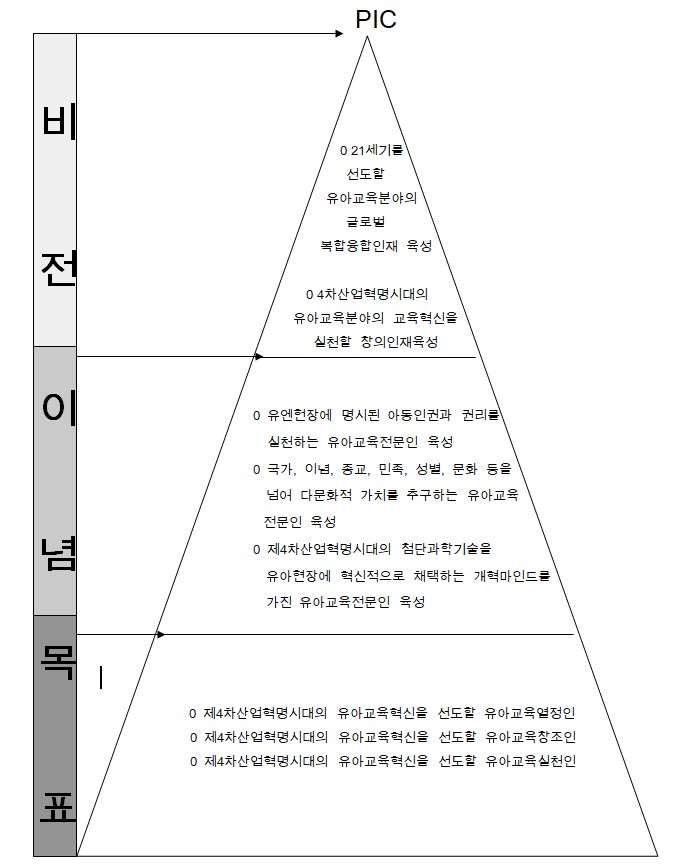 PIC
비
전
0 21세기를
선도할
유아교육분야의
글로벌
복합융합인재 육성
0 4차산업혁명시대의
유아교육분야의 교육혁신을
실천할 창의인재육성
이
념
0 유엔헌장에 명시된 아동인권과 권리를
실천하는 유아교육전문인 육성
0 국가, 이념, 종교, 민족, 성별, 문화 등을
넘어 다문화적 가치를 추구하는 유아교육
전문인 육성
0 제4차산업혁명시대의 첨단과학기술을
유아현장에 혁신적으로 채택하는 개혁마인드를
가진 유아교육전문인 육성
목
표
0 제4차산업혁명시대의 유아교육혁신을 선도할 유아교육열정인
0 제4차산업혁명시대의 유아교육혁신을 선도할 유아교육창조인
0 제4차산업혁명시대의 유아교육혁신을 선도할 유아교육실천인